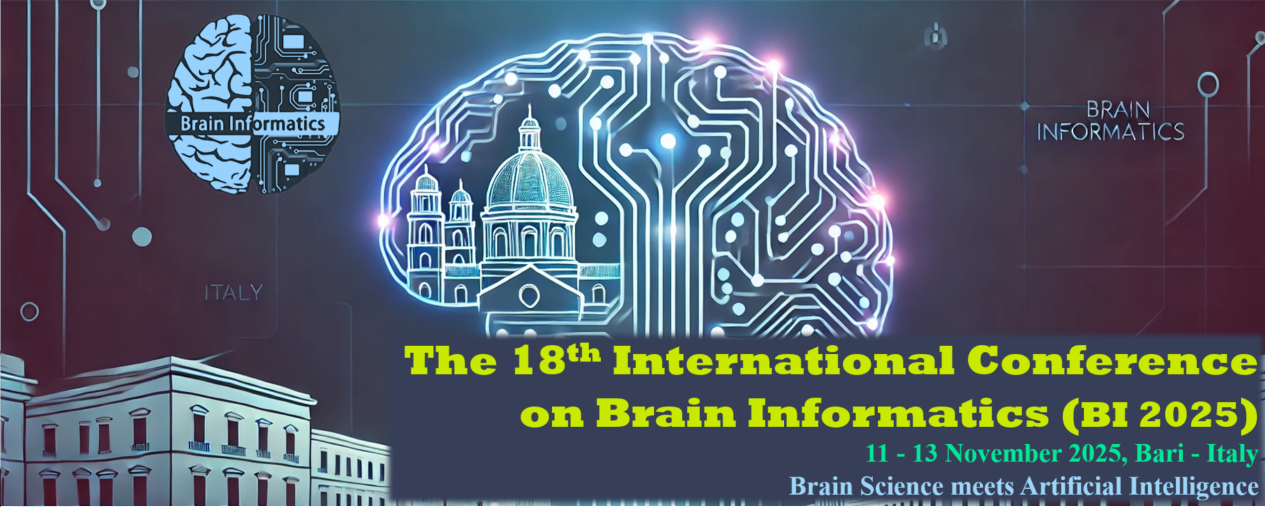 Brain Informatics
BRAIN
INFORMATICS
ITALY
The 18th International Conference
on Brain Informatics (BI 2025)
11 - 13 November 2025, Bari - Italy
Brain Science meets Artificial Intelligence